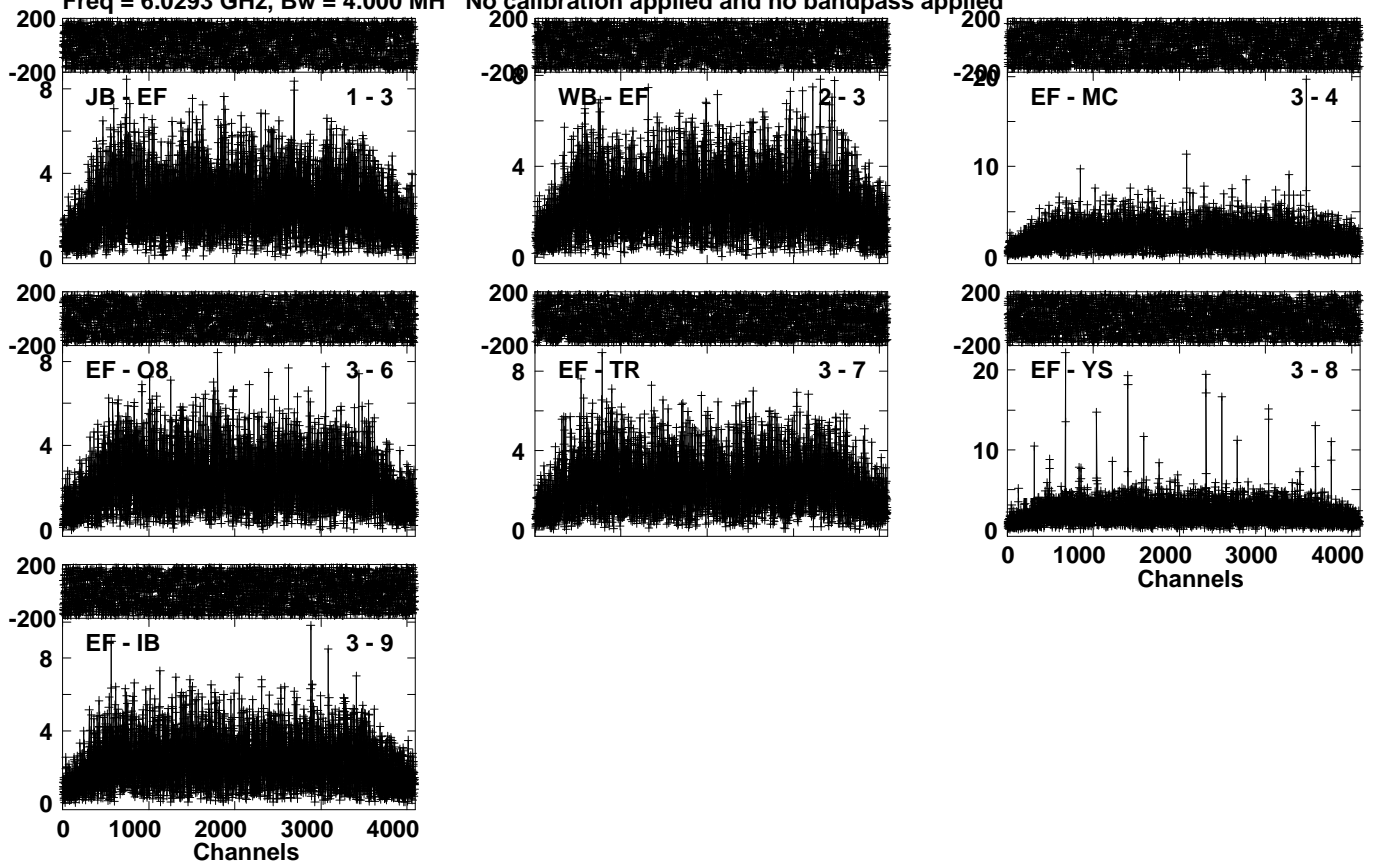 Freq = 6.0293 GHz, Bw = 4.000 MH No calibration applied and no bandpass applied
200
-200
8
4
0
JB - EF 1 - 3
200
-200
8
4
0
WB - EF 2 - 3
200
-200
20
10
0
EF - MC 3 - 4
200
-200
8
4
0
EF - O8 3 - 6
200
-200
8
4
0
EF - TR 3 - 7
200
-200
20
10
0
EF - YS 3 - 8
0 1000 2000 3000 4000
Channels
200
-200
8
4
0
EF - IB 3 - 9
0 1000 2000 3000 4000
Channels